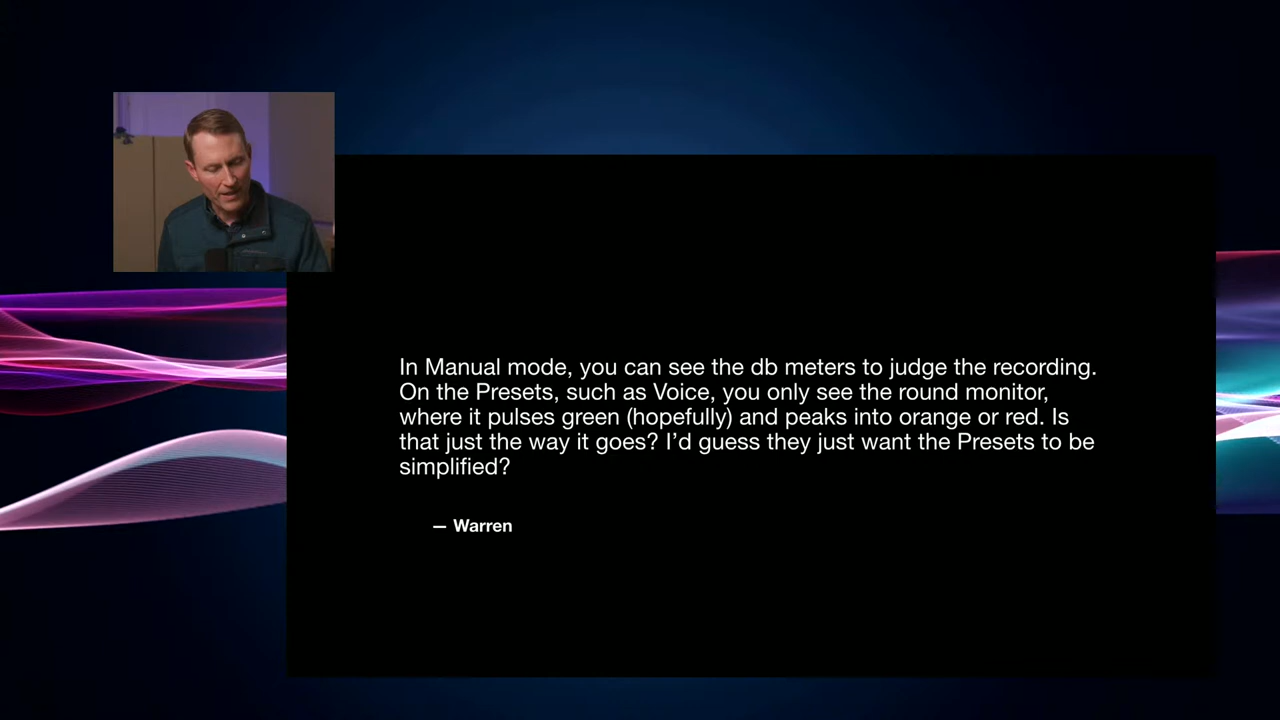 In Manual mode, you can see the db meters to judge the recording.
On the Presets, such as Voice, you only see the round monitor,
where it pulses green (hopefully) and peaks into orange or red. Is
that just the way it goes? I’d guess they just want the Presets to be
simplified?
— Warren